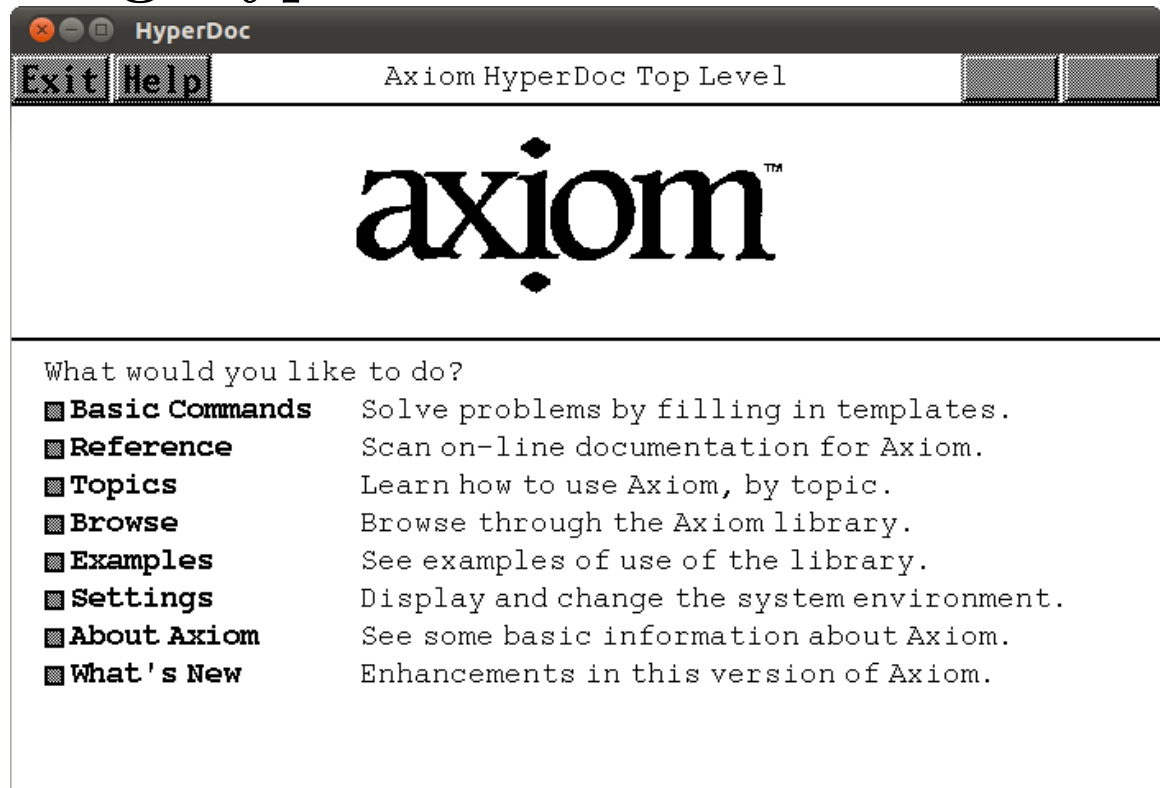 HyperDoc
Exit Help Axiom HyperDoc Top Level
axiom™
What would you like to do?
Basic Commands Solve problems by filling in templates.
Reference Scan on-line documentation for Axiom.
Topics Learn how to use Axiom, by topic.
Browse Browse through the Axiom library.
Examples See examples of use of the library.
Settings Display and change the system environment.
About Axiom See some basic information about Axiom.
What's New Enhancements in this version of Axiom.